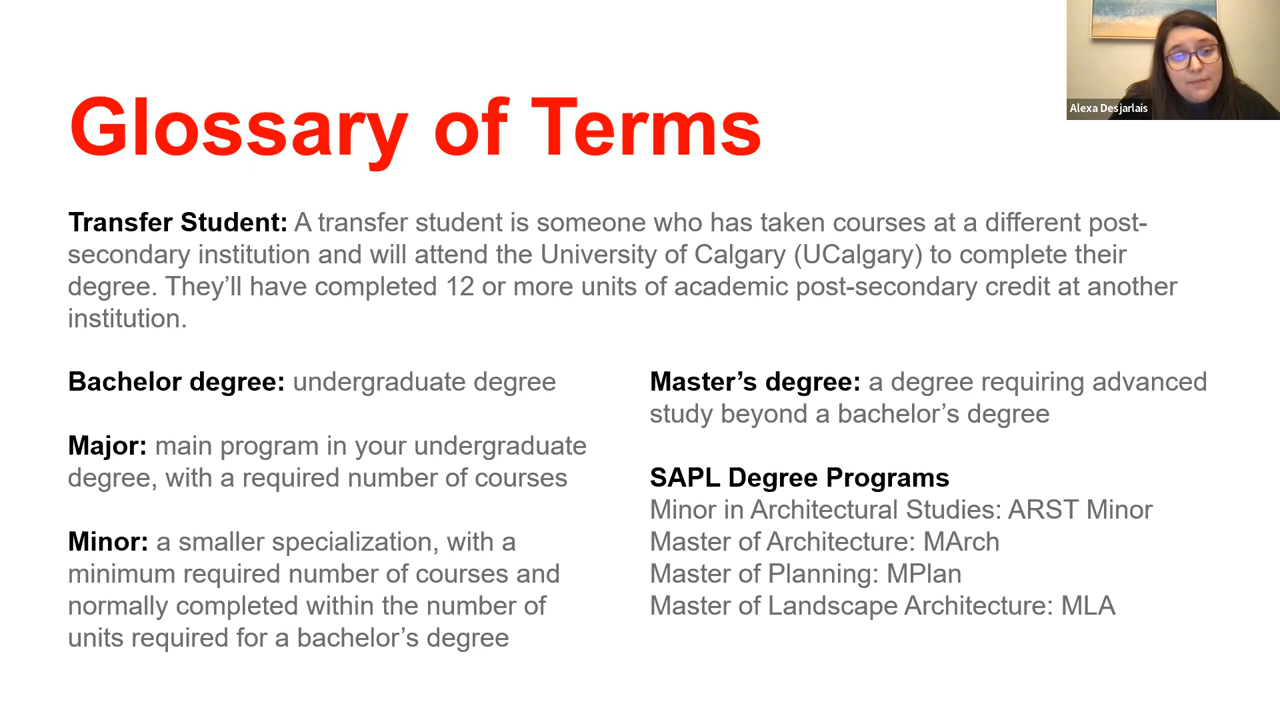 Glossary of Terms
Alexa Desjarlais
Transfer Student: A transfer student is someone who has taken courses at a different post-
secondary institution and will attend the University of Calgary (UCalgary) to complete their
degree. They’ll have completed 12 or more units of academic post-secondary credit at another
institution.
Bachelor degree: undergraduate degree
Major: main program in your undergraduate
degree, with a required number of courses
Minor: a smaller specialization, with a
minimum required number of courses and
normally completed within the number of
units required for a bachelor’s degree
Master’s degree: a degree requiring advanced
study beyond a bachelor’s degree
SAPL Degree Programs
Minor in Architectural Studies: ARST Minor
Master of Architecture: MArch
Master of Planning: MPlan
Master of Landscape Architecture: MLA